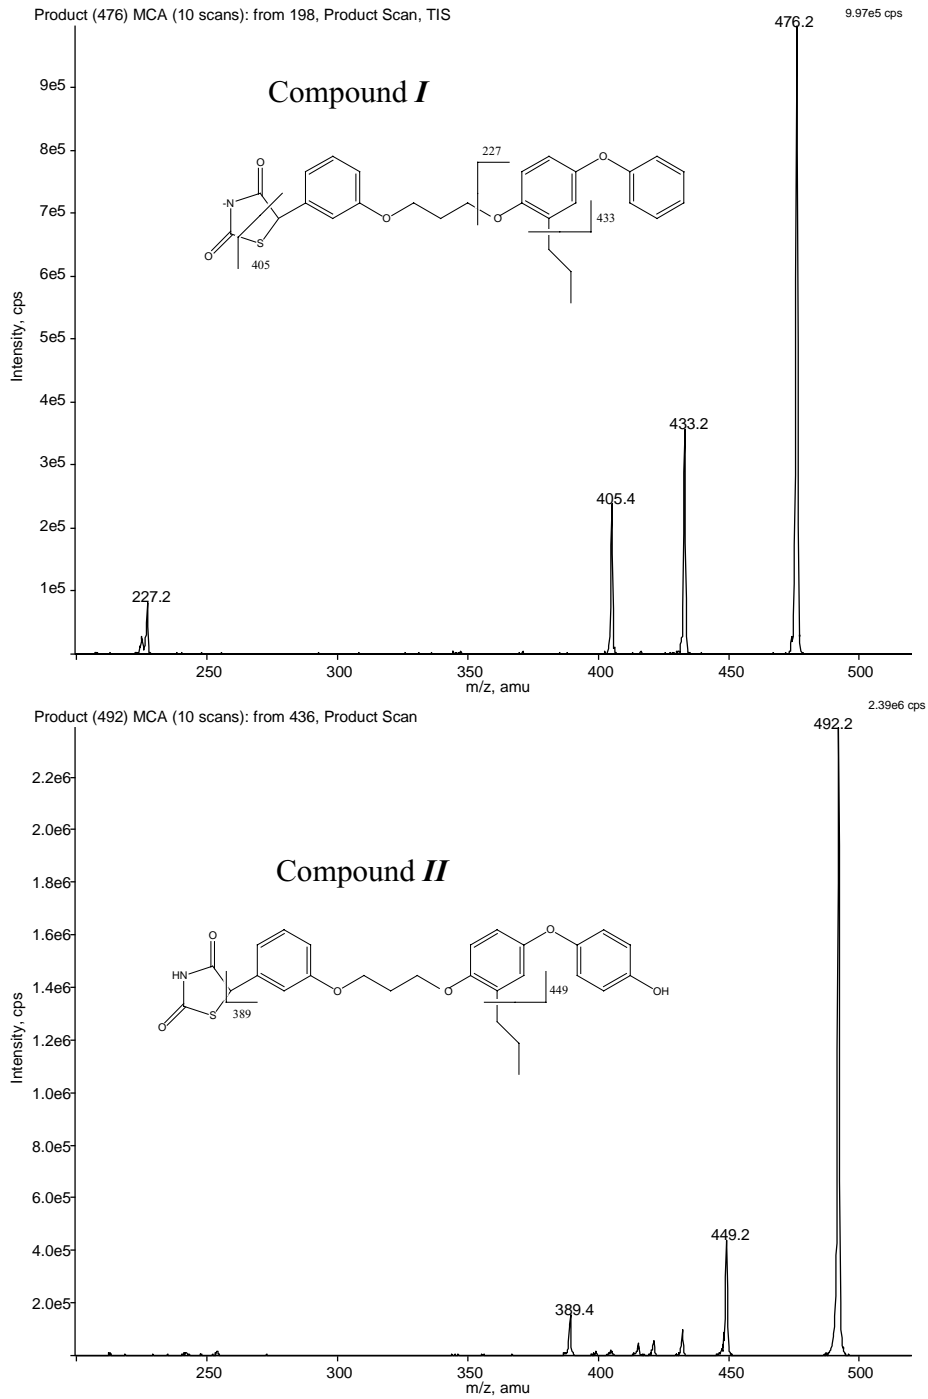 Product (476) MCA (10 scans): from 198, Product Scan, TIS
9.97e5 cps
476.2
9e5
Compound I
8e5
O
227
O
7e5
-N
O
O
433
S
O
405
6e5
5e5
Intensity, cps
4e5
433.2
3e5
405.4
2e5
1e5
227.2
250 300 350 400 450 500
m/z, amu
2.39e6 cps
Product (492) MCA (10 scans): from 436, Product Scan
492.2
2.2e6
2.0e6
Compound II
1.8e6
1.6e6
O
O
HN
1.4e6
O
O
449
OH
S
389
O
1.2e6
Intensity, cps
1.0e6
8.0e5
6.0e5
449.2
4.0e5
389.4
2.0e5
250 300 350 400 450 500
m/z, amu